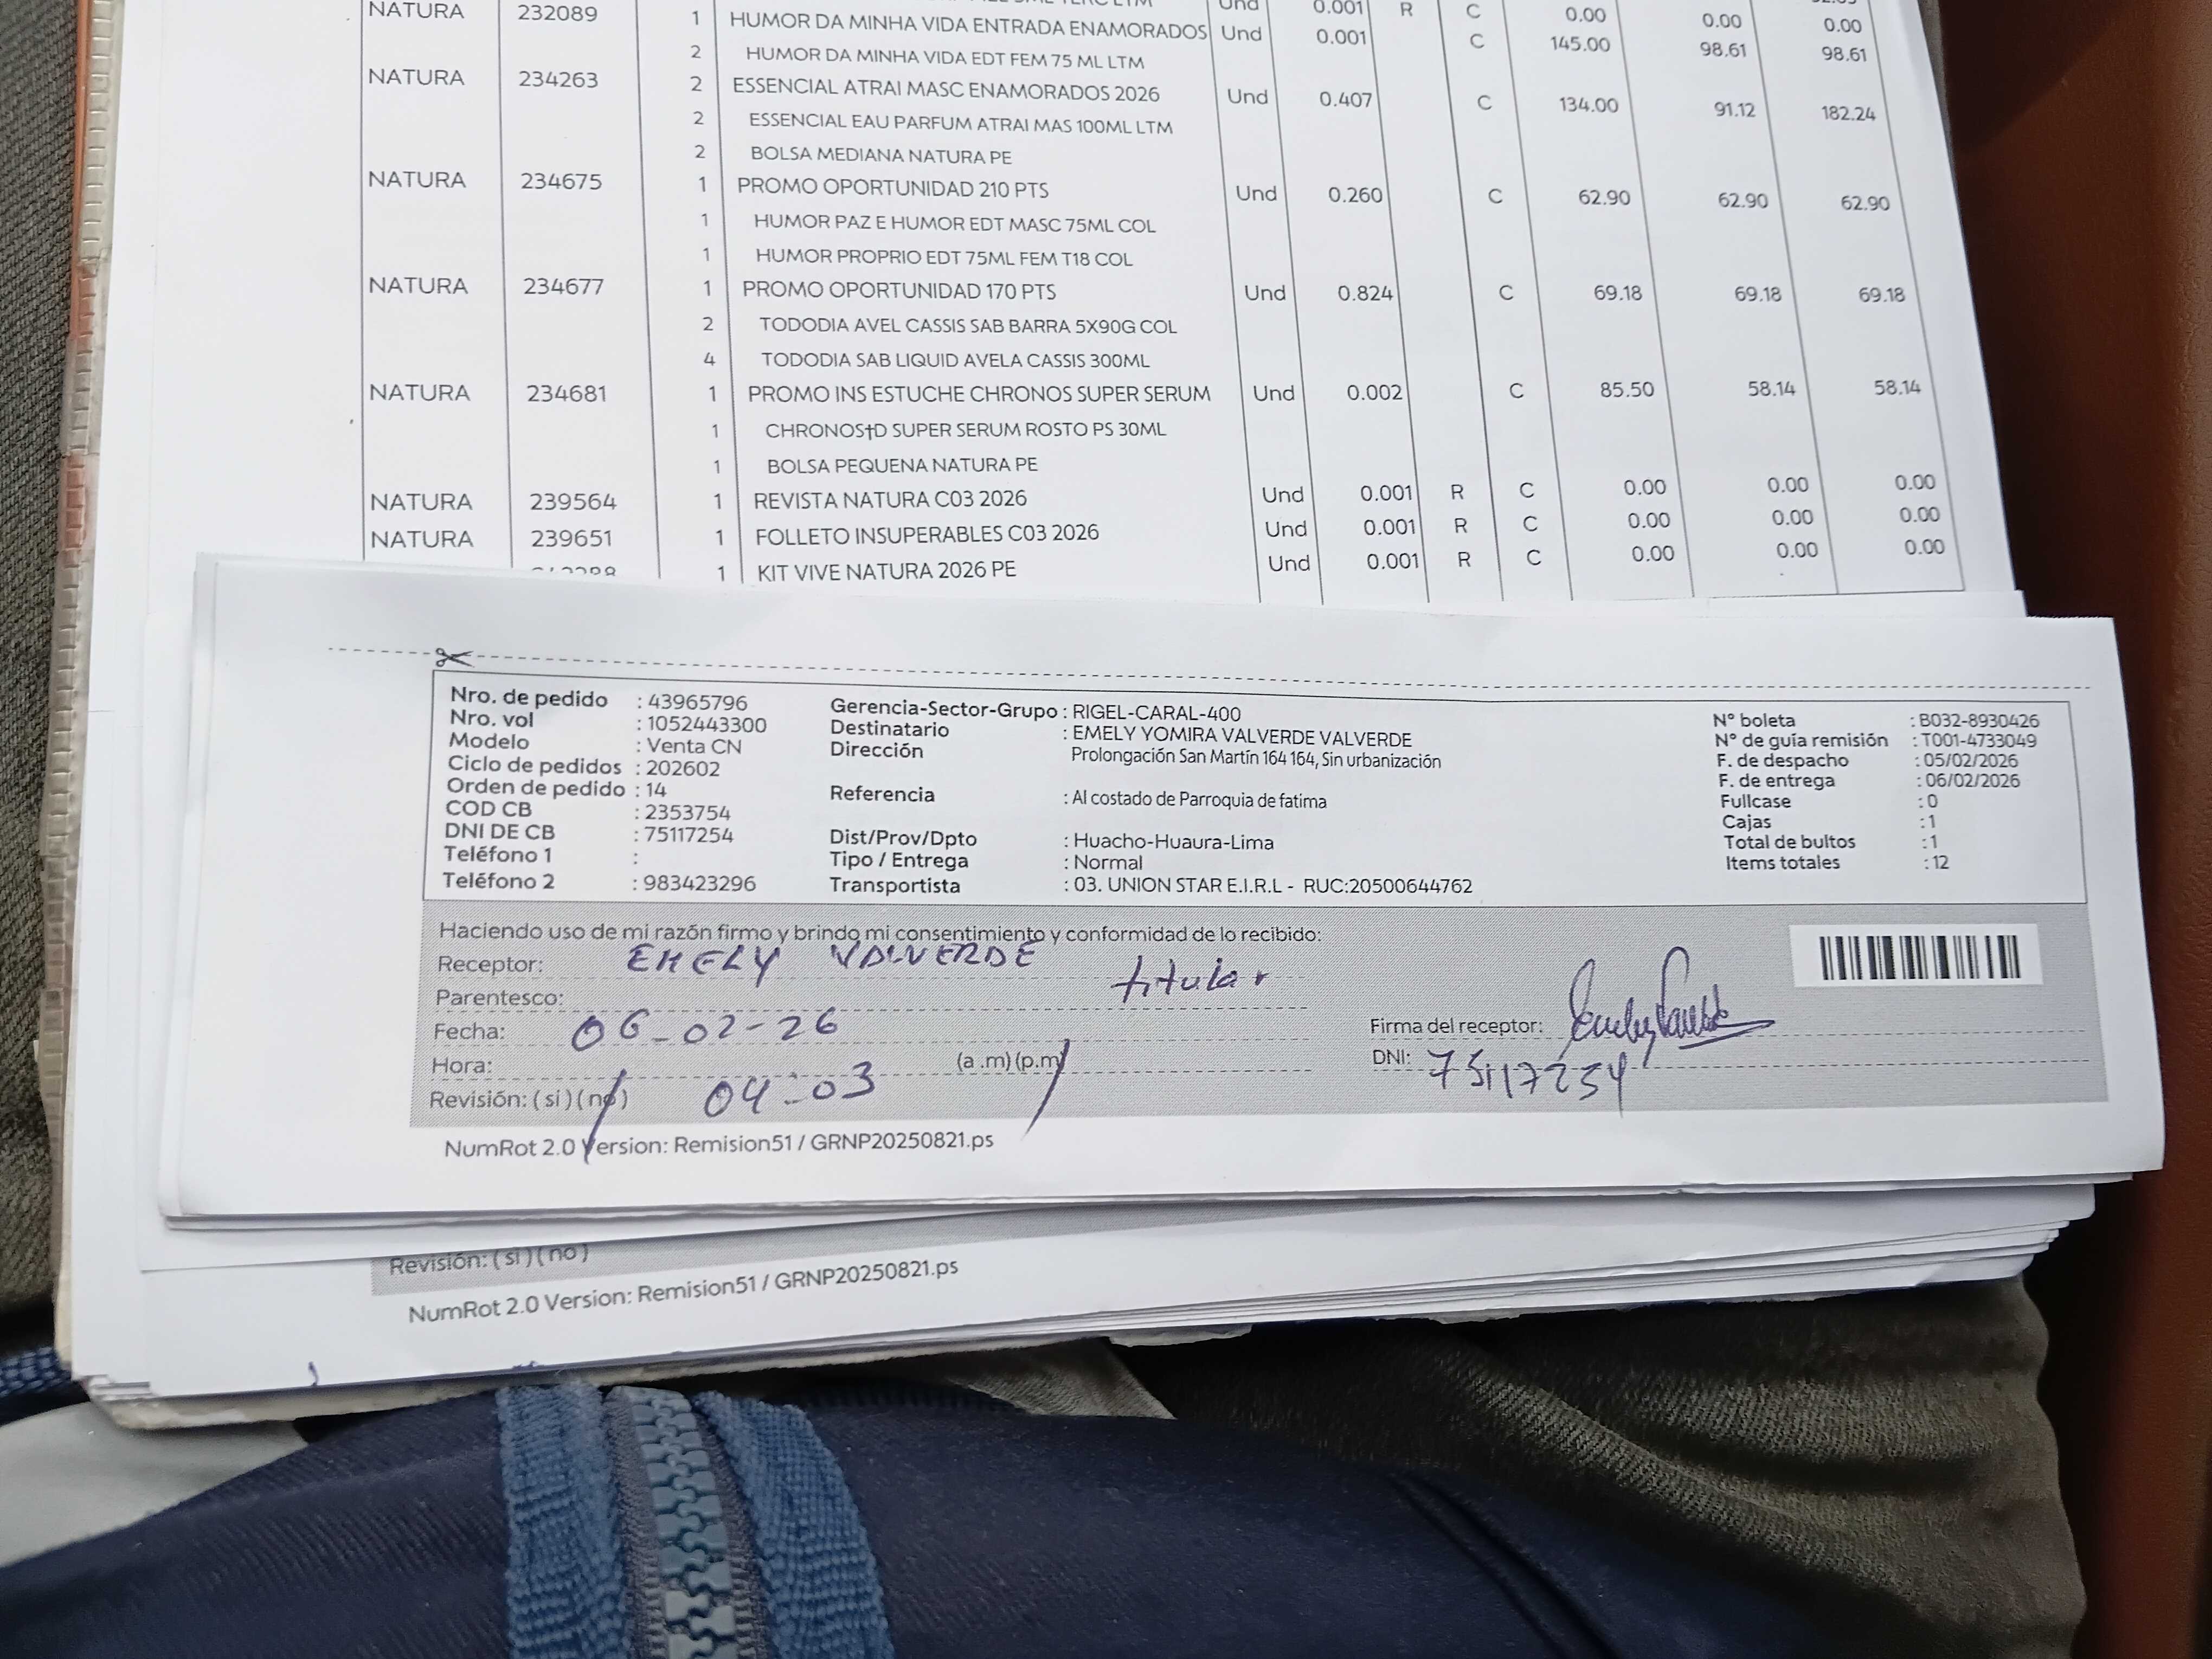 Und 0.001 R C
NATURA 232089 1 HUMOR DA MINHA VIDA ENTRADA ENAMORADOS Und 0.001 C 0.00 0.00 0.00
2 HUMOR DA MINHA VIDA EDT FEM 75 ML LTM 145.00 98.61 98.61
NATURA 234263 2 ESSENCIAL ATRAI MASC ENAMORADOS 2026 Und 0.407 C 134.00 91.12 182.24
2 ESSENCIAL EAU PARFUM ATRAI MAS 100ML LTM
2 BOLSA MEDIANA NATURA PE
NATURA 234675 1 PROMO OPORTUNIDAD 210 PTS Und 0.260 C 62.90 62.90 62.90
1 HUMOR PAZ E HUMOR EDT MASC 75ML COL
1 HUMOR PROPRIO EDT 75ML FEM T18 COL
NATURA 234677 1 PROMO OPORTUNIDAD 170 PTS Und 0.824 C 69.18 69.18 69.18
2 TODODIA AVEL CASSIS SAB BARRA 5X90G COL
4 TODODIA SAB LIQUID AVELA CASSIS 300ML
NATURA 234681 1 PROMO INS ESTUCHE CHRONOS SUPER SERUM Und 0.002 C 85.50 58.14 58.14
1 CHRONOS†D SUPER SERUM ROSTO PS 30ML
1 BOLSA PEQUENA NATURA PE
NATURA 239564 1 REVISTA NATURA C03 2026 Und 0.001 R C 0.00 0.00 0.00
NATURA 239651 1 FOLLETO INSUPERABLES C03 2026 Und 0.001 R C 0.00 0.00 0.00
1 KIT VIVE NATURA 2026 PE Und 0.001 R C 0.00 0.00 0.00
Nro. de pedido : 43965796
Nro. vol : 1052443300
Modelo : Venta CN
Ciclo de pedidos : 202602
Orden de pedido : 14
COD CB : 2353754
DNI DE CB : 75117254
Teléfono 1 :
Teléfono 2 : 983423296
Gerencia-Sector-Grupo : RIGEL-CARAL-400
Destinatario : EMELY YOMIRA VALVERDE VALVERDE
Dirección Prolongación San Martín 164 164, Sin urbanización
Referencia : Al costado de Parroquia de fatima
Dist/Prov/Dpto : Huacho-Huaura-Lima
Tipo / Entrega : Normal
Transportista : 03. UNION STAR E.I.R.L - RUC:20500644762
N° boleta : B032-8930426
N° de guía remisión : T001-4733049
F. de despacho : 05/02/2026
F. de entrega : 06/02/2026
Fullcase : 0
Cajas : 1
Total de bultos : 1
Items totales : 12
Haciendo uso de mi razón firmo y brindo mi consentimiento y conformidad de lo recibido:
Receptor: EMELY VALVERDE
Parentesco: titular
Fecha: 06-02-26
Hora: 04:03 (a.m) (p.m)
Revisión: (si) (no)
Firma del receptor:
DNI: 75117254
NumRot 2.0 Version: Remision51 / GRNP20250821.ps
Revisión: (si) (no)
NumRot 2.0 Version: Remision51 / GRNP20250821.ps